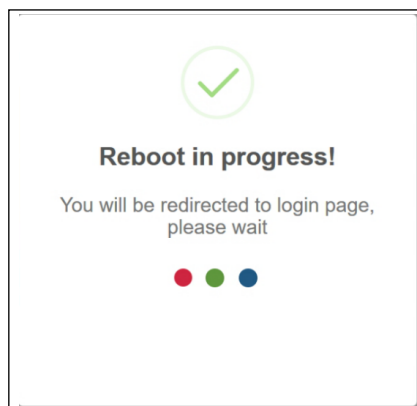 Reboot in progress!
You will be redirected to login page,
please wait